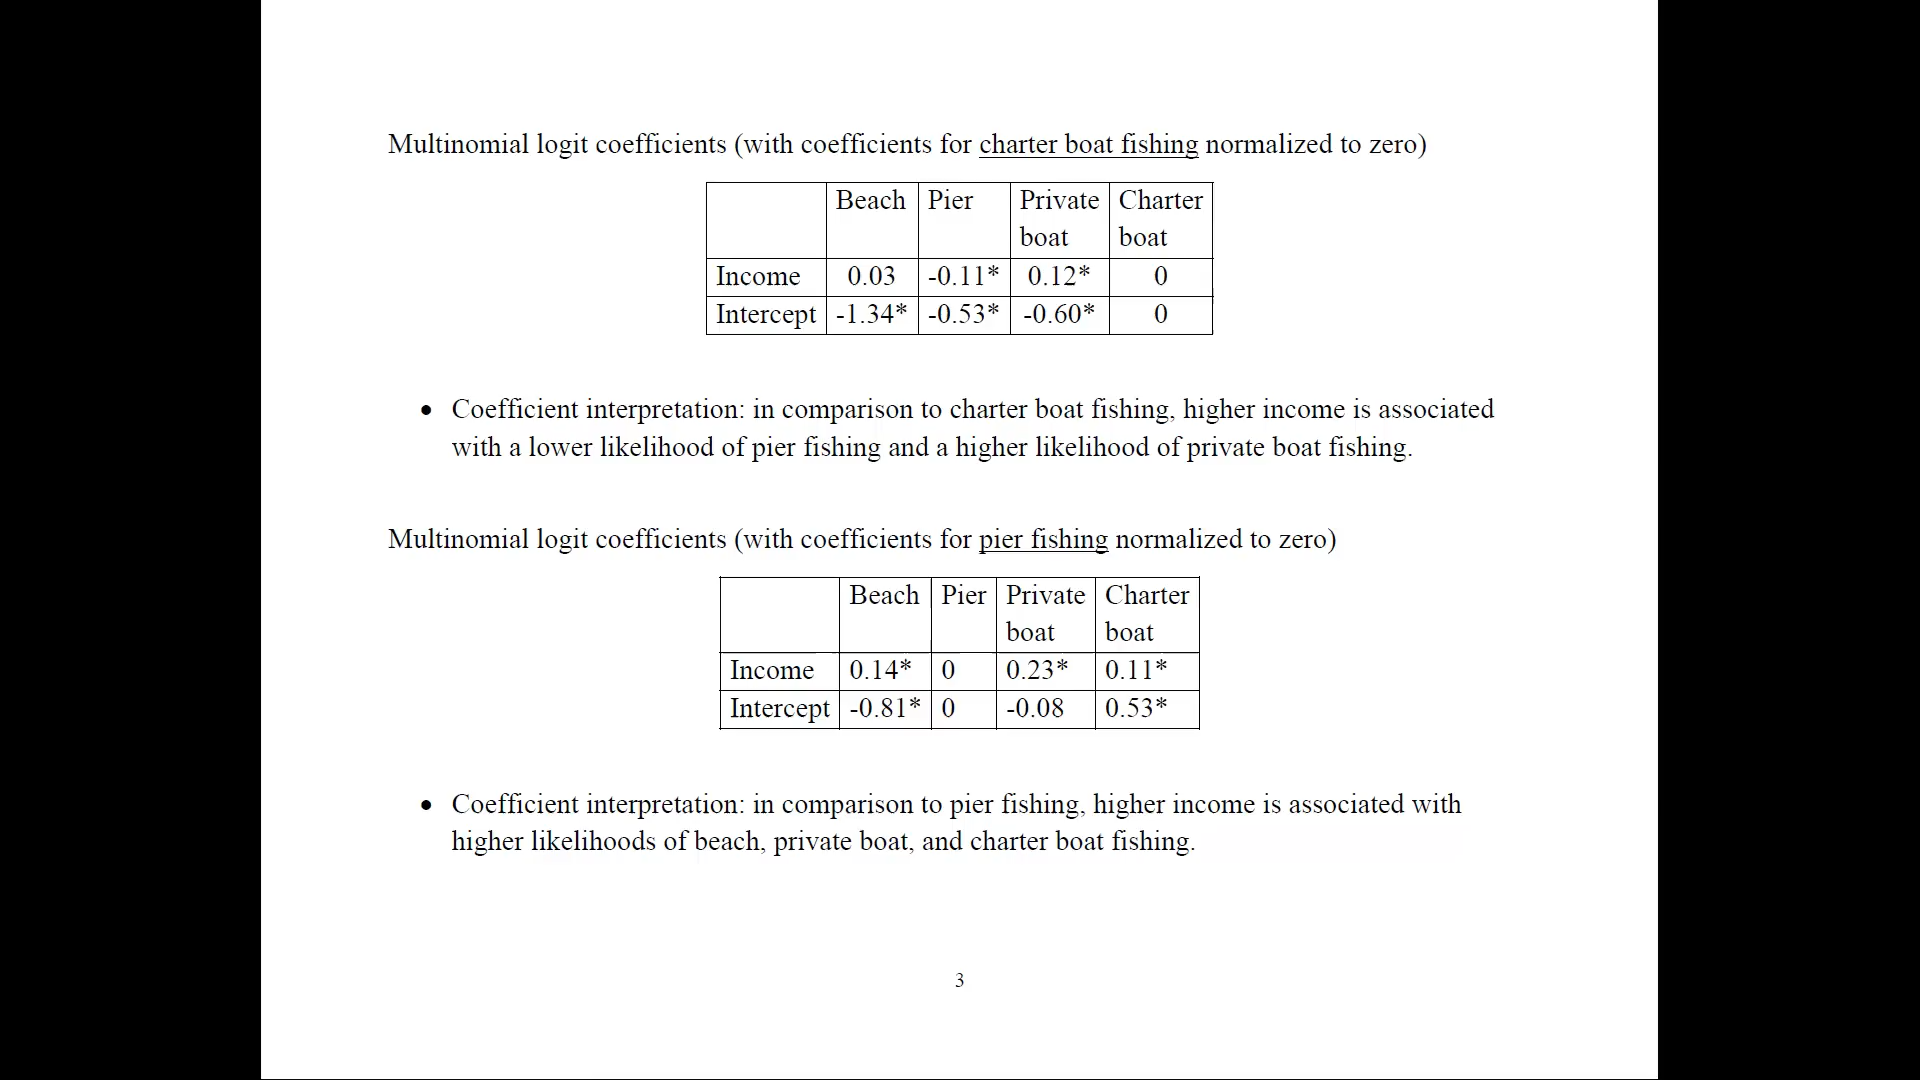 Multinomial logit coefficients (with coefficients for charter boat fishing normalized to zero)
Beach Pier Private boat Charter boat
Income 0.03 -0.11* 0.12* 0
Intercept -1.34* -0.53* -0.60* 0
• Coefficient interpretation: in comparison to charter boat fishing, higher income is associated
with a lower likelihood of pier fishing and a higher likelihood of private boat fishing.
Multinomial logit coefficients (with coefficients for pier fishing normalized to zero)
Beach Pier Private boat Charter boat
Income 0.14* 0 0.23* 0.11*
Intercept -0.81* 0 -0.08 0.53*
• Coefficient interpretation: in comparison to pier fishing, higher income is associated with
higher likelihoods of beach, private boat, and charter boat fishing.
3